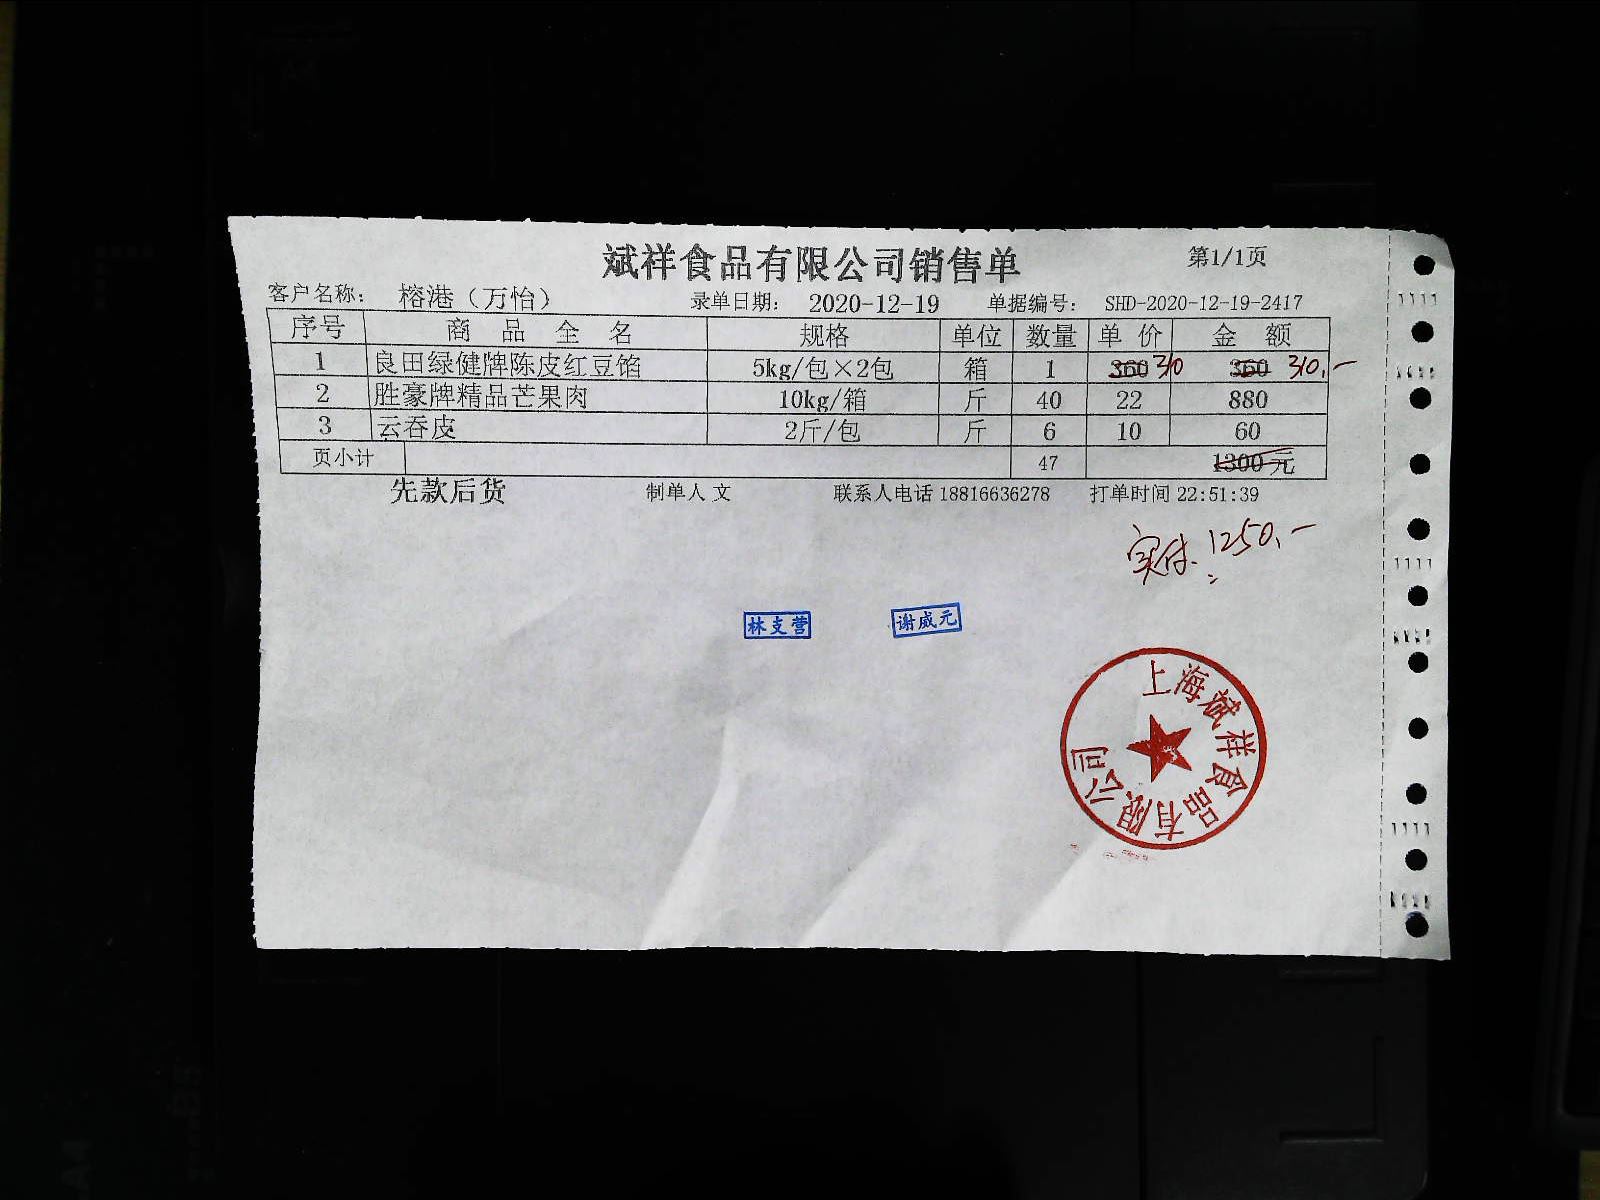 斌祥食品有限公司销售单 第1/1页
客户名称： 榕港（万怡） 录单日期： 2020-12-19 单据编号： SHD-2020-12-19-2417
序号 商 品 全 名 规格 单位 数量 单 价 金 额
1 良田绿健牌陈皮红豆馅 5kg/包×2包 箱 1 360 310 360 310.-
2 胜豪牌精品芒果肉 10kg/箱 斤 40 22 880
3 云吞皮 2斤/包 斤 6 10 60
页小计 47 1300元
先款后货 制单人 文 联系人电话 18816636278 打单时间 22:51:39
实付: 1250.-
林支营 谢威元
上海斌祥食品有限公司